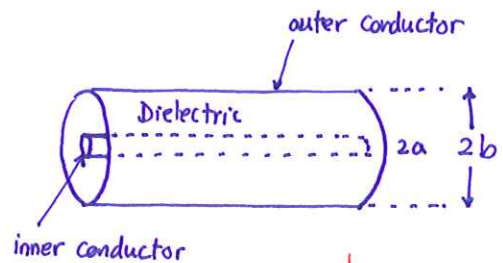 outer conductor
Dielectric
2a
2b
inner conductor